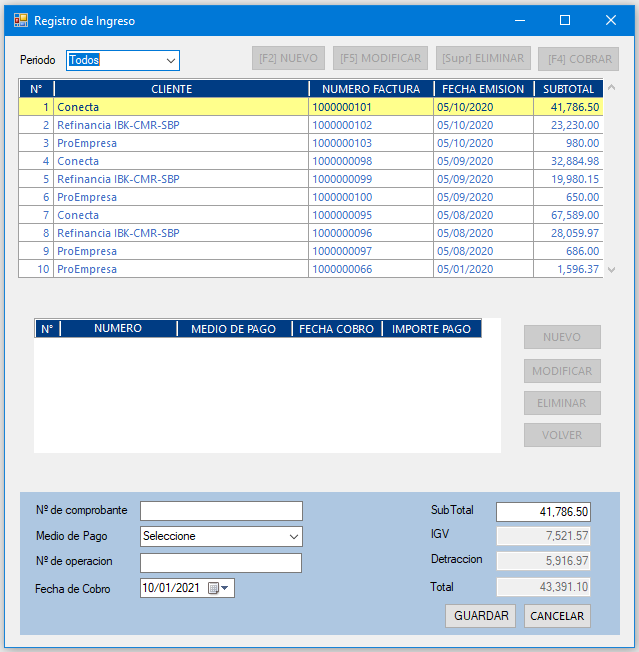 Registro de Ingreso
Periodo Todos [F2] NUEVO [F5] MODIFICAR [Supr] ELIMINAR [F4] COBRAR
N° CLIENTE NUMERO FACTURA FECHA EMISION SUBTOTAL
1 Conecta 1000000101 05/10/2020 41,786.50
2 Refinancia IBK-CMR-SBP 1000000102 05/10/2020 23,230.00
3 ProEmpresa 1000000103 05/10/2020 980.00
4 Conecta 1000000098 05/09/2020 32,884.98
5 Refinancia IBK-CMR-SBP 1000000099 05/09/2020 19,980.15
6 ProEmpresa 1000000100 05/09/2020 650.00
7 Conecta 1000000095 05/08/2020 67,589.00
8 Refinancia IBK-CMR-SBP 1000000096 05/08/2020 28,059.97
9 ProEmpresa 1000000097 05/08/2020 686.00
10 ProEmpresa 1000000066 05/01/2020 1,596.37
N° NUMERO MEDIO DE PAGO FECHA COBRO IMPORTE PAGO
NUEVO
MODIFICAR
ELIMINAR
VOLVER
Nº de comprobante
Medio de Pago Seleccione
Nº de operacion
Fecha de Cobro 10/01/2021
SubTotal 41,786.50
IGV 7,521.57
Detraccion 5,916.97
Total 43,391.10
GUARDAR CANCELAR